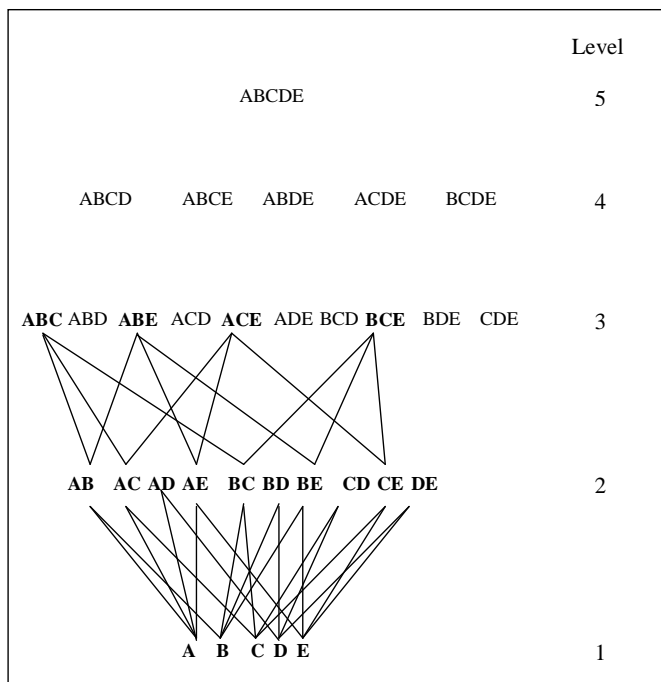 Level
ABCDE 5
ABCD ABCE ABDE ACDE BCDE 4
ABC ABD ABE ACD ACE ADE BCD BCE BDE CDE 3
AB AC AD AE BC BD BE CD CE DE 2
A B C D E 1